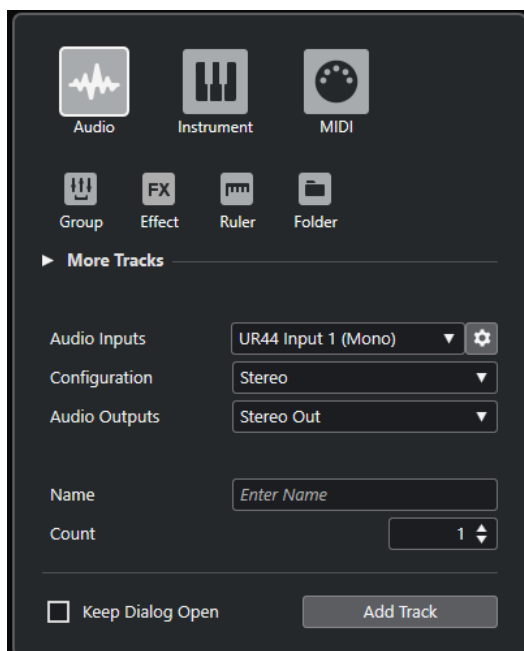 Audio Instrument MIDI
FX
Group Effect Ruler Folder
More Tracks
Audio Inputs UR44 Input 1 (Mono)
Configuration Stereo
Audio Outputs Stereo Out
Name Enter Name
Count 1
Keep Dialog Open Add Track